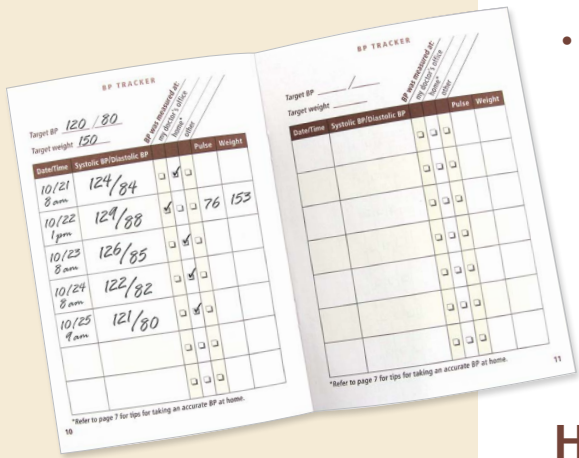 BP TRACKER
Target BP 120 / 80
Target weight 150
BP was measured at:
my doctor's office
home*
other
Date/Time Systolic BP/Diastolic BP Pulse Weight
10/21 8 am 124/84
10/22 1 pm 129/88 76 153
10/23 8 am 126/85
10/24 8 am 122/82
10/25 9 am 121/80
*Refer to page 7 for tips for taking an accurate BP at home.
10
BP TRACKER
Target BP ____ / ____
Target weight ____
BP was measured at:
my doctor's office
home*
other
Date/Time Systolic BP/Diastolic BP Pulse Weight
*Refer to page 7 for tips for taking an accurate BP at home.
11
H